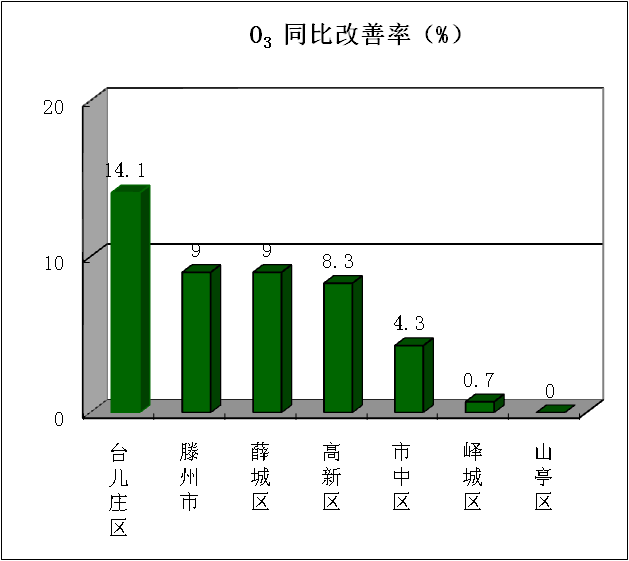 O₃ 同比改善率（%）
20
10
0
14.1
9
9
8.3
4.3
0.7
0
台儿庄区
滕州市
薛城区
高新区
市中区
峄城区
山亭区